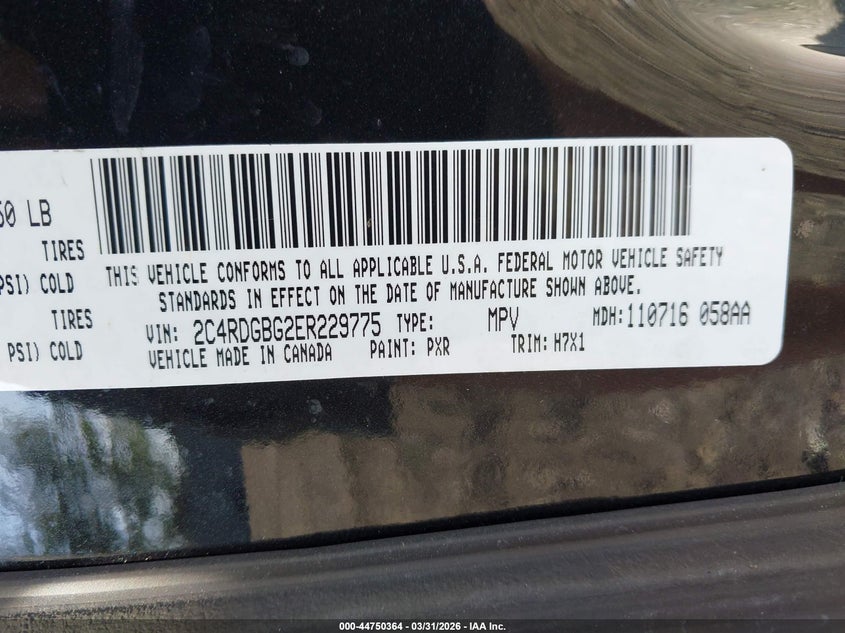 50 LB
TIRES
PSI) COLD
TIRES
PSI) COLD
THIS VEHICLE CONFORMS TO ALL APPLICABLE U.S.A. FEDERAL MOTOR VEHICLE SAFETY
STANDARDS IN EFFECT ON THE DATE OF MANUFACTURE SHOWN ABOVE.
VIN: 2C4RDGBG2ER229775 TYPE: MPV MDH:110716 058AA
VEHICLE MADE IN CANADA PAINT: PXR TRIM: H7X1
000-44750364 - 03/31/2026 - IAA Inc.